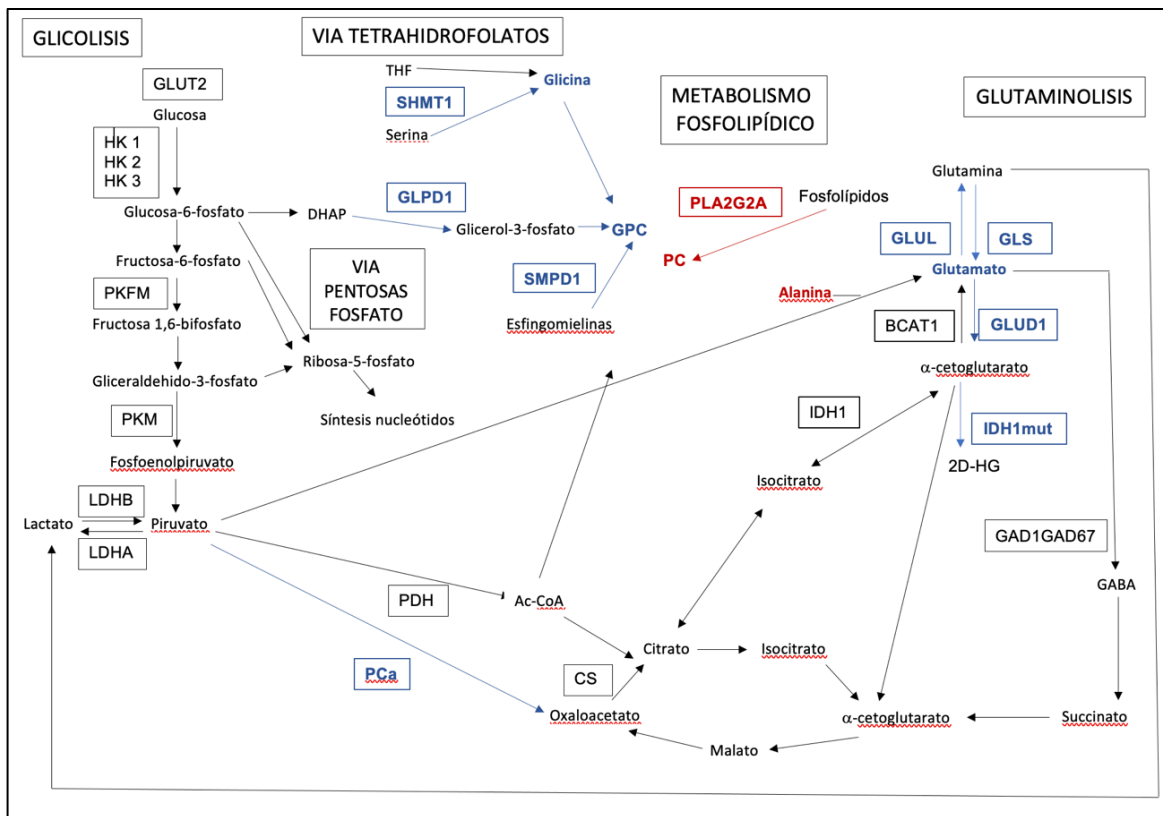 GLICOLISIS
VIA TETRAHIDROFOLATOS
METABOLISMO
FOSFOLIPÍDICO
GLUTAMINOLISIS
GLUT2
Glucosa
HK 1
HK 2
HK 3
Glucosa-6-fosfato
Fructosa-6-fosfato
PKFM
Fructosa 1,6-bifosfato
Gliceraldehido-3-fosfato
PKM
Fosfoenolpiruvato
LDHB
Lactato
Piruvato
LDHA
THF
Glicina
SHMT1
Serina
GLPD1
DHAP
Glicerol-3-fosfato
GPC
SMPD1
Esfingomielinas
VIA
PENTOSAS
FOSFATO
Ribosa-5-fosfato
Síntesis nucleótidos
PLA2G2A
Fosfolípidos
PC
Alanina
Glutamina
GLUL
GLS
Glutamato
BCAT1
GLUD1
α-cetoglutarato
IDH1
IDH1mut
2D-HG
Isocitrato
GAD1GAD67
GABA
PDH
Ac-CoA
Citrato
Isocitrato
PCa
CS
Oxaloacetato
α-cetoglutarato
Succinato
Malato